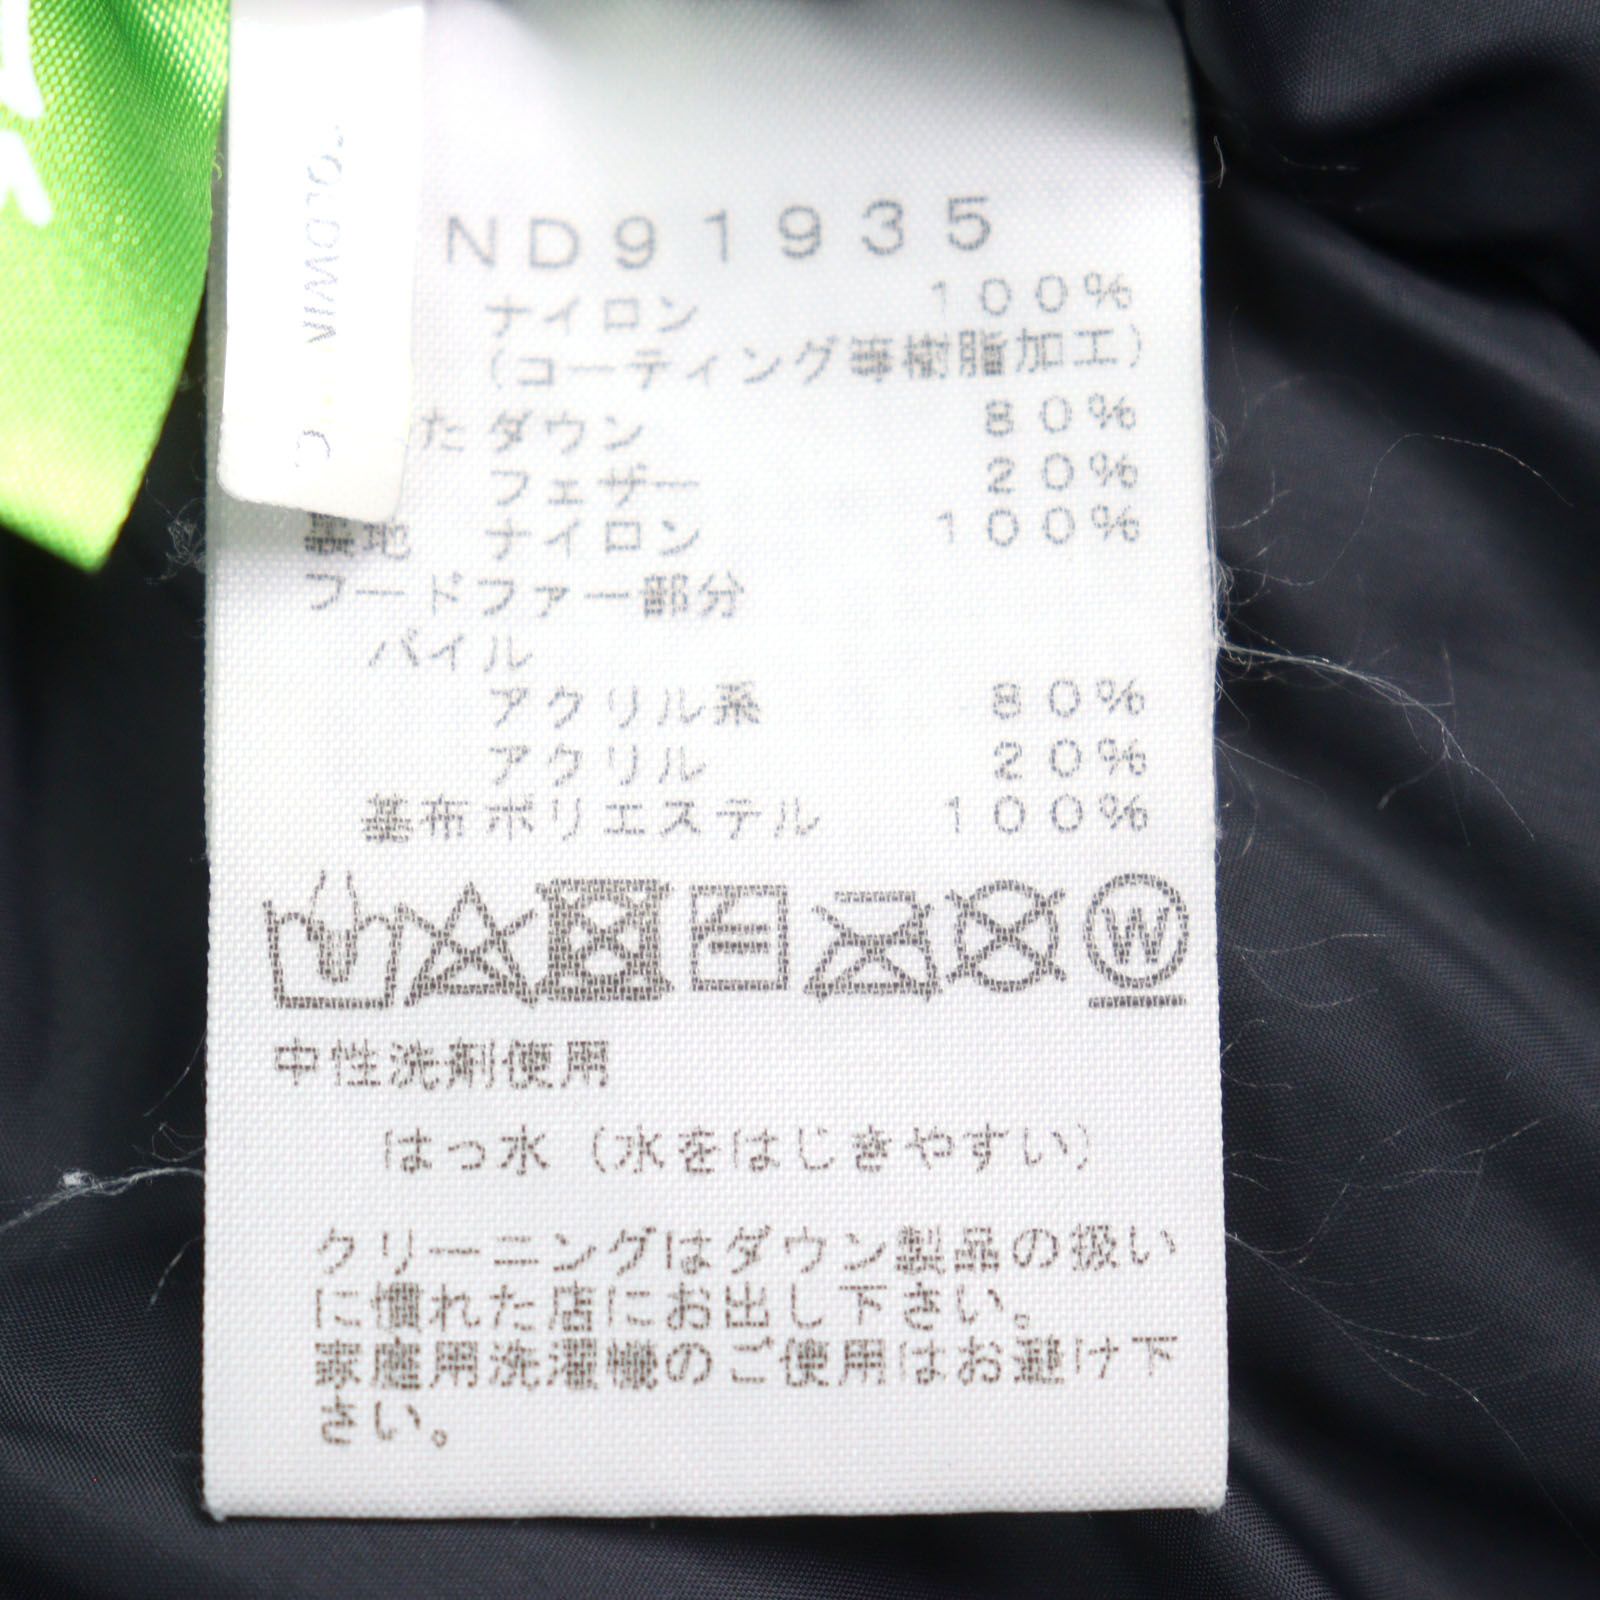 ND91935
ナイロン 100%
(コーティング等樹脂加工)
たダウン 80%
フェザー 20%
裏地 ナイロン 100%
フードファー部分
パイル
アクリル系 80%
アクリル 20%
基布ポリエステル 100%
W
中性洗剤使用
はっ水（水をはじきやすい）
クリーニングはダウン製品の扱い
に慣れた店にお出し下さい。
家庭用洗濯機のご使用はお避け下
さい。